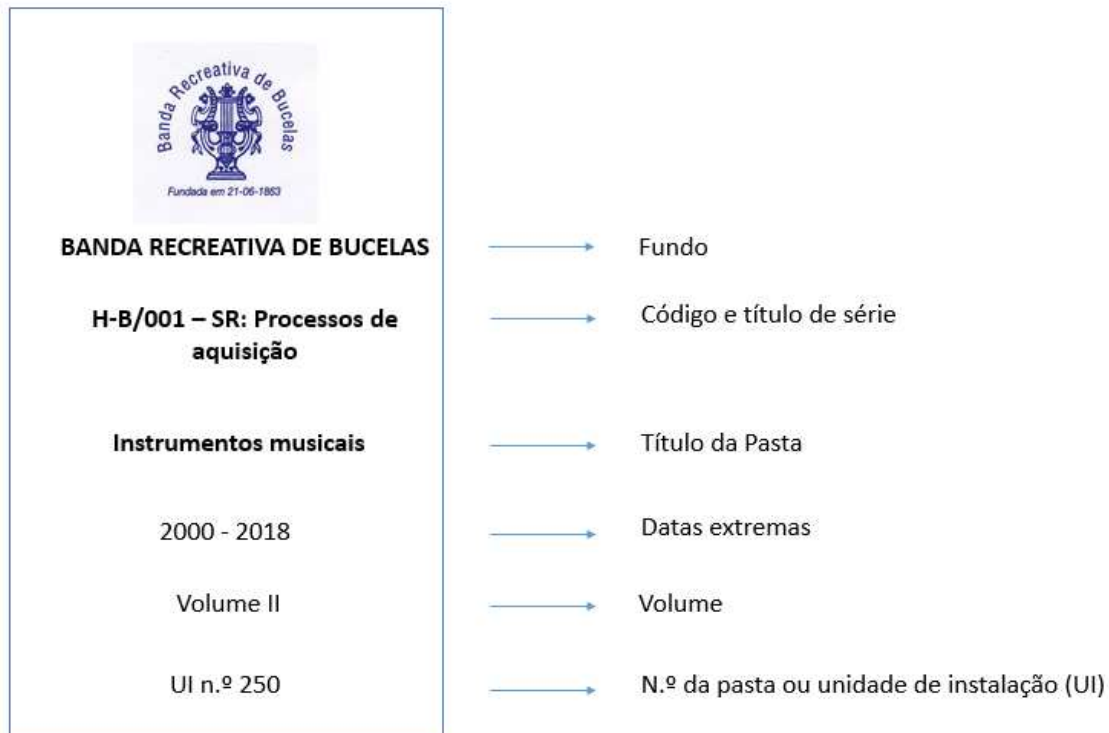 Banda Recreativa de Bucelas
Fundada em 21-06-1863
BANDA RECREATIVA DE BUCELAS
Fundo
H-B/001 – SR: Processos de
aquisição
Código e título de série
Instrumentos musicais
Título da Pasta
2000 - 2018
Datas extremas
Volume II
Volume
UI n.º 250
N.º da pasta ou unidade de instalação (UI)